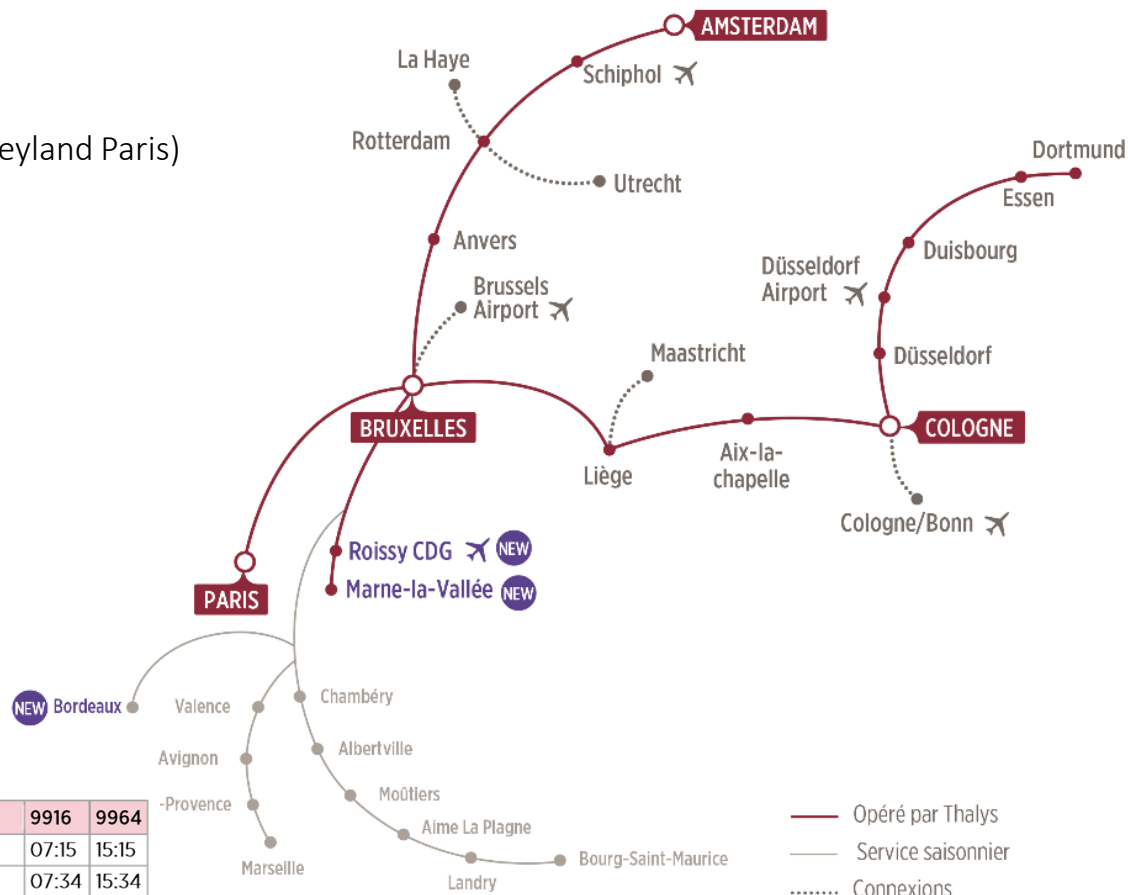 AMSTERDAM
La Haye
Schiphol
eyland Paris)
Rotterdam
Dortmund
Utrecht
Essen
Anvers
Duisbourg
Düsseldorf
Airport
Brussels
Airport
Maastricht
Düsseldorf
BRUXELLES
COLOGNE
Liège
Aix-la-
chapelle
Cologne/Bonn
Roissy CDG NEW
Marne-la-Vallée NEW
PARIS
NEW Bordeaux
Valence
Chambéry
Avignon
Albertville
-Provence
Moûtiers
Marseille
Aime La Plagne
Landry
Bourg-Saint-Maurice
9916 9964
07:15 15:15
07:34 15:34
Opéré par Thalys
Service saisonnier
Connexions